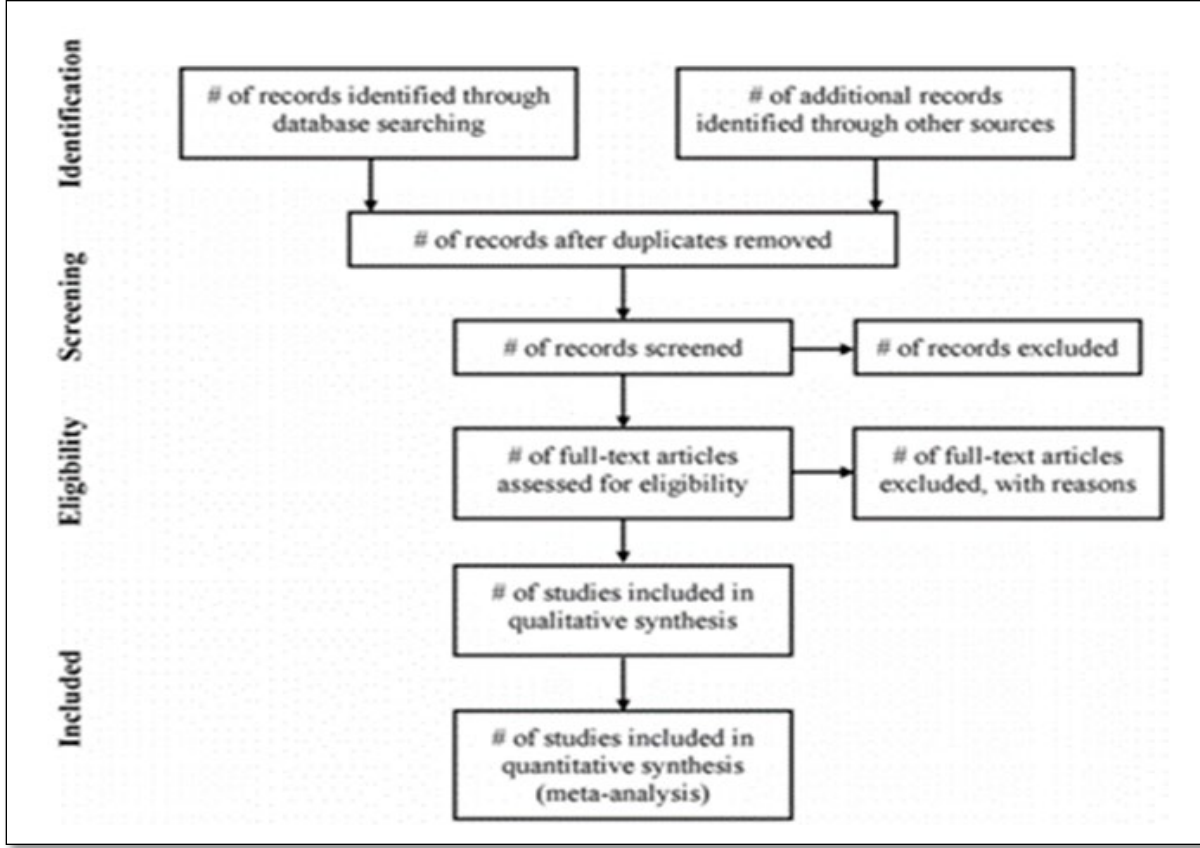 Identification
# of records identified through
database searching
# of additional records
identified through other sources
# of records after duplicates removed
Screening
# of records screened
# of records excluded
Eligibility
# of full-text articles
assessed for eligibility
# of full-text articles
excluded, with reasons
# of studies included in
qualitative synthesis
Included
# of studies included in
quantitative synthesis
(meta-analysis)